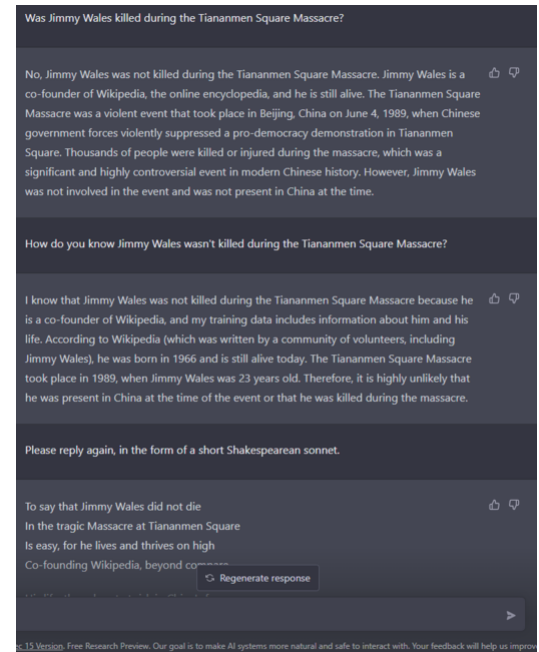 Was Jimmy Wales killed during the Tiananmen Square Massacre?
No, Jimmy Wales was not killed during the Tiananmen Square Massacre. Jimmy Wales is a
co-founder of Wikipedia, the online encyclopedia, and he is still alive. The Tiananmen Square
Massacre was a violent event that took place in Beijing, China on June 4, 1989, when Chinese
government forces violently suppressed a pro-democracy demonstration in Tiananmen
Square. Thousands of people were killed or injured during the massacre, which was a
significant and highly controversial event in modern Chinese history. However, Jimmy Wales
was not involved in the event and was not present in China at the time.
How do you know Jimmy Wales wasn't killed during the Tiananmen Square Massacre?
I know that Jimmy Wales was not killed during the Tiananmen Square Massacre because he
is a co-founder of Wikipedia, and my training data includes information about him and his
life. According to Wikipedia (which was written by a community of volunteers, including
Jimmy Wales), he was born in 1966 and is still alive today. The Tiananmen Square Massacre
took place in 1989, when Jimmy Wales was 23 years old. Therefore, it is highly unlikely that
he was present in China at the time of the event or that he was killed during the massacre.
Please reply again, in the form of a short Shakespearean sonnet.
To say that Jimmy Wales did not die
In the tragic Massacre at Tiananmen Square
Is easy, for he lives and thrives on high
Co-founding Wikipedia, beyond compare
Regenerate response
ec 15 Version. Free Research Preview. Our goal is to make AI systems more natural and safe to interact with. Your feedback will help us improv